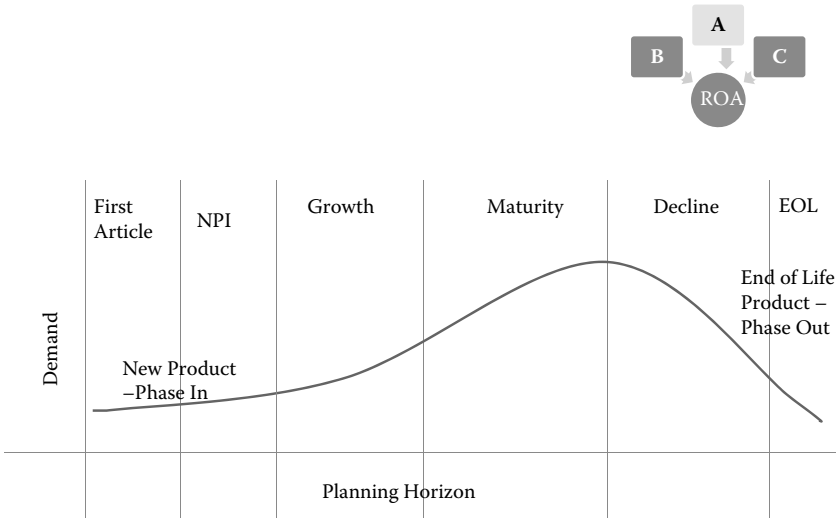 A
B
C
ROA
First
Article
NPI
Growth
Maturity
Decline
EOL
End of Life
Product –
Phase Out
Demand
New Product
–Phase In
Planning Horizon